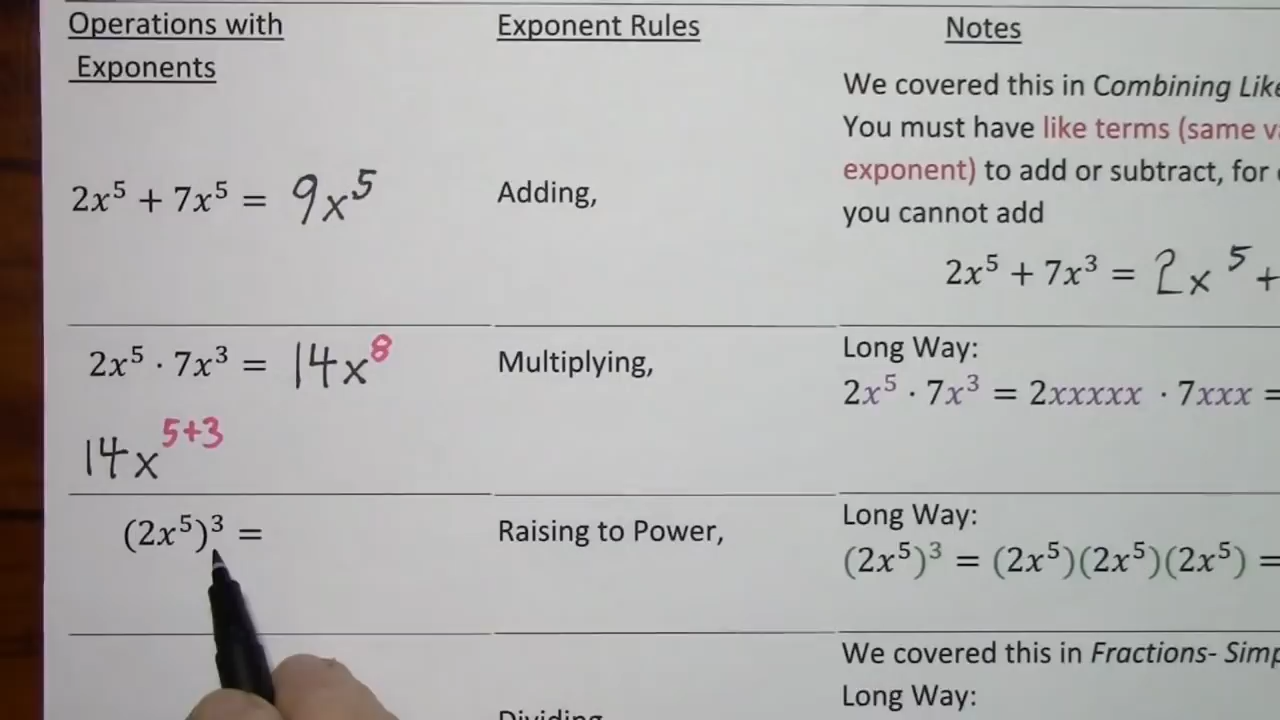 Operations with
Exponents
Exponent Rules
Notes
We covered this in Combining Like
You must have like terms (same va
exponent) to add or subtract, for
you cannot add
2x⁵ + 7x⁵ = 9x⁵
Adding,
2x⁵ + 7x³ = 2x⁵ +
2x⁵ · 7x³ = 14x⁸
Multiplying,
Long Way:
2x⁵ · 7x³ = 2xxxxx · 7xxx =
14x⁵⁺³
(2x⁵)³ =
Raising to Power,
Long Way:
(2x⁵)³ = (2x⁵)(2x⁵)(2x⁵) =
We covered this in Fractions- Simp
Long Way:
Dividing